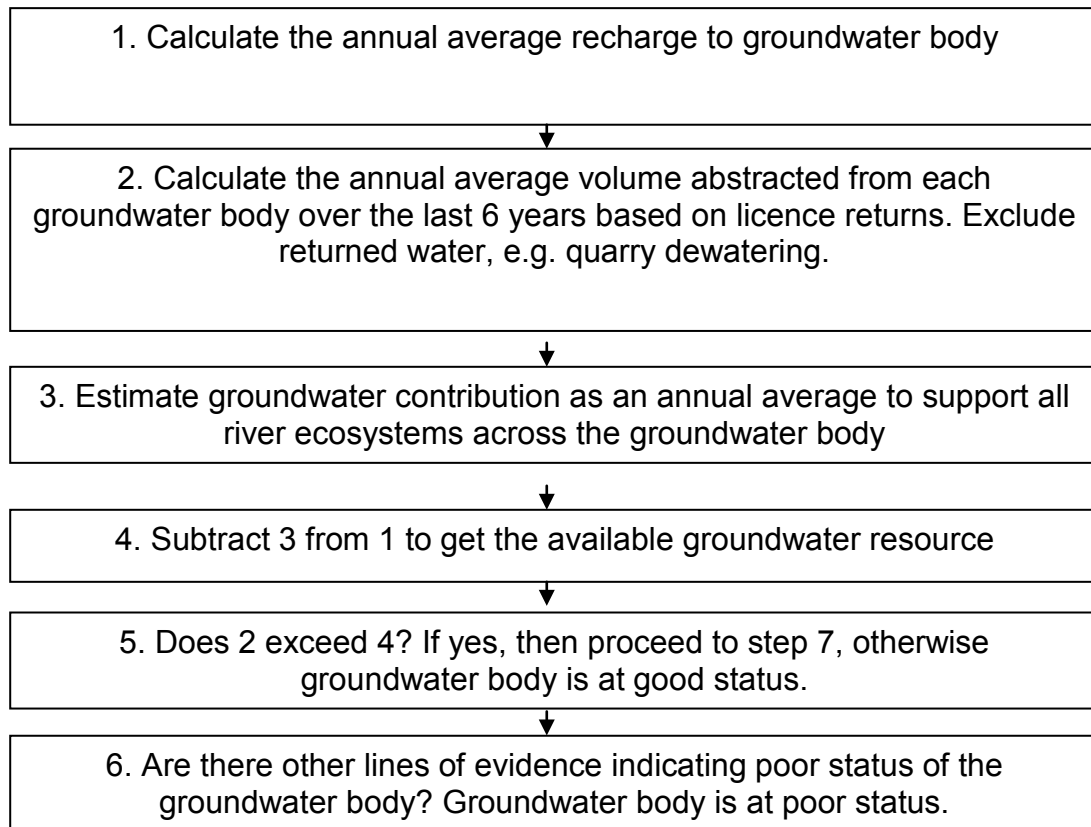 1. Calculate the annual average recharge to groundwater body
2. Calculate the annual average volume abstracted from each
groundwater body over the last 6 years based on licence returns. Exclude
returned water, e.g. quarry dewatering.
3. Estimate groundwater contribution as an annual average to support all
river ecosystems across the groundwater body
4. Subtract 3 from 1 to get the available groundwater resource
5. Does 2 exceed 4? If yes, then proceed to step 7, otherwise
groundwater body is at good status.
6. Are there other lines of evidence indicating poor status of the
groundwater body? Groundwater body is at poor status.